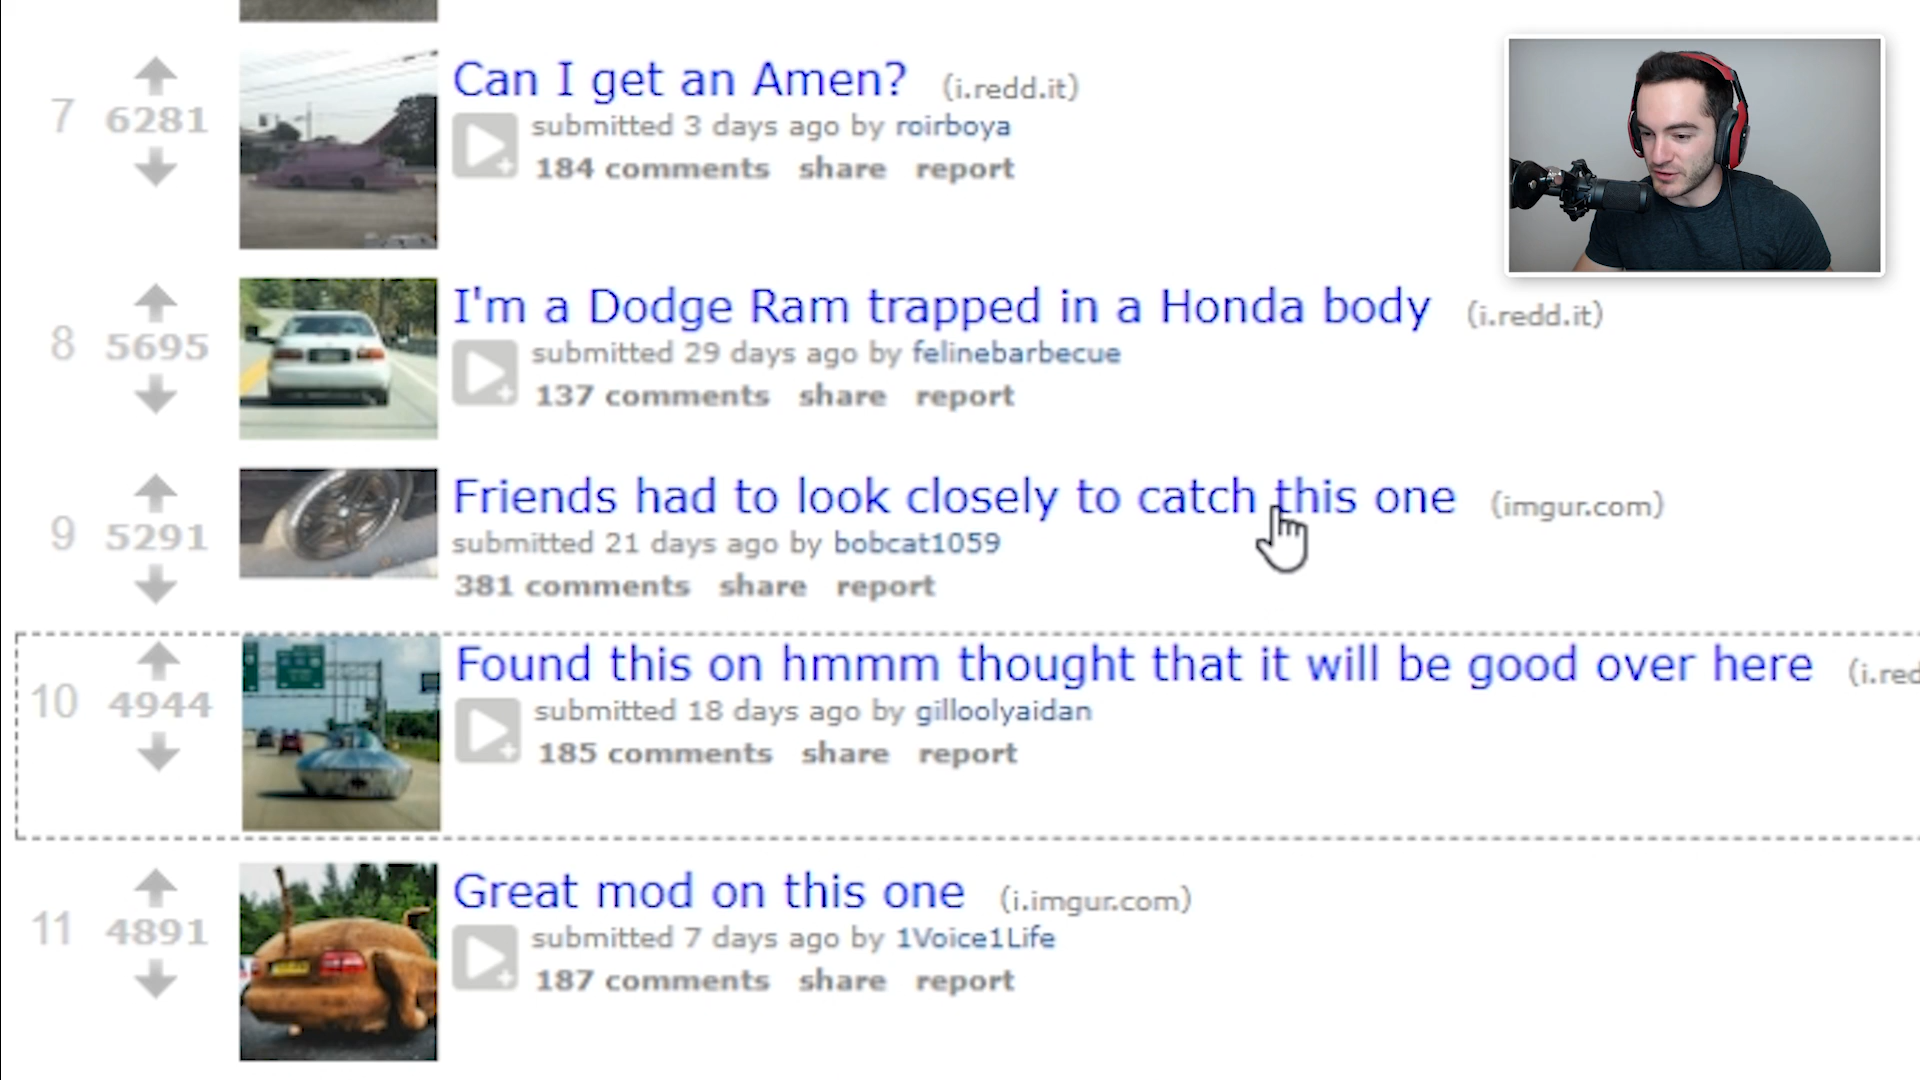 7
6281
Can I get an Amen? (i.redd.it)
submitted 3 days ago by roirboya
184 comments share report
8
5695
I'm a Dodge Ram trapped in a Honda body (i.redd.it)
submitted 29 days ago by felinebarbecue
137 comments share report
9
5291
Friends had to look closely to catch this one (imgur.com)
submitted 21 days ago by bobcat1059
381 comments share report
10
4944
Found this on hmmm thought that it will be good over here (i.red
submitted 18 days ago by gilloolyaidan
185 comments share report
11
4891
Great mod on this one (i.imgur.com)
submitted 7 days ago by 1Voice1Life
187 comments share report